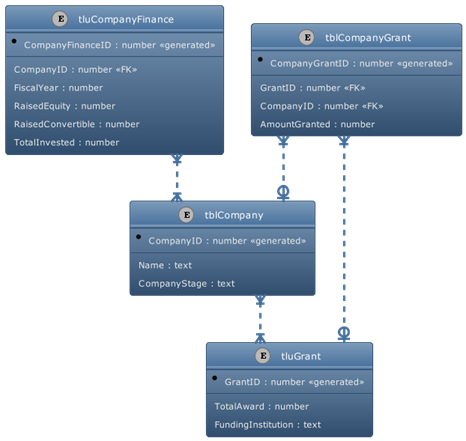 E tluCompanyFinance
CompanyFinanceID : number «generated»
CompanyID : number «FK»
FiscalYear : number
RaisedEquity : number
RaisedConvertible : number
TotalInvested : number
E tblCompanyGrant
CompanyGrantID : number «generated»
GrantID : number «FK»
CompanyID : number «FK»
AmountGranted : number
E tblCompany
CompanyID : number «generated»
Name : text
CompanyStage : text
E tluGrant
GrantID : number «generated»
TotalAward : number
FundingInstitution : text